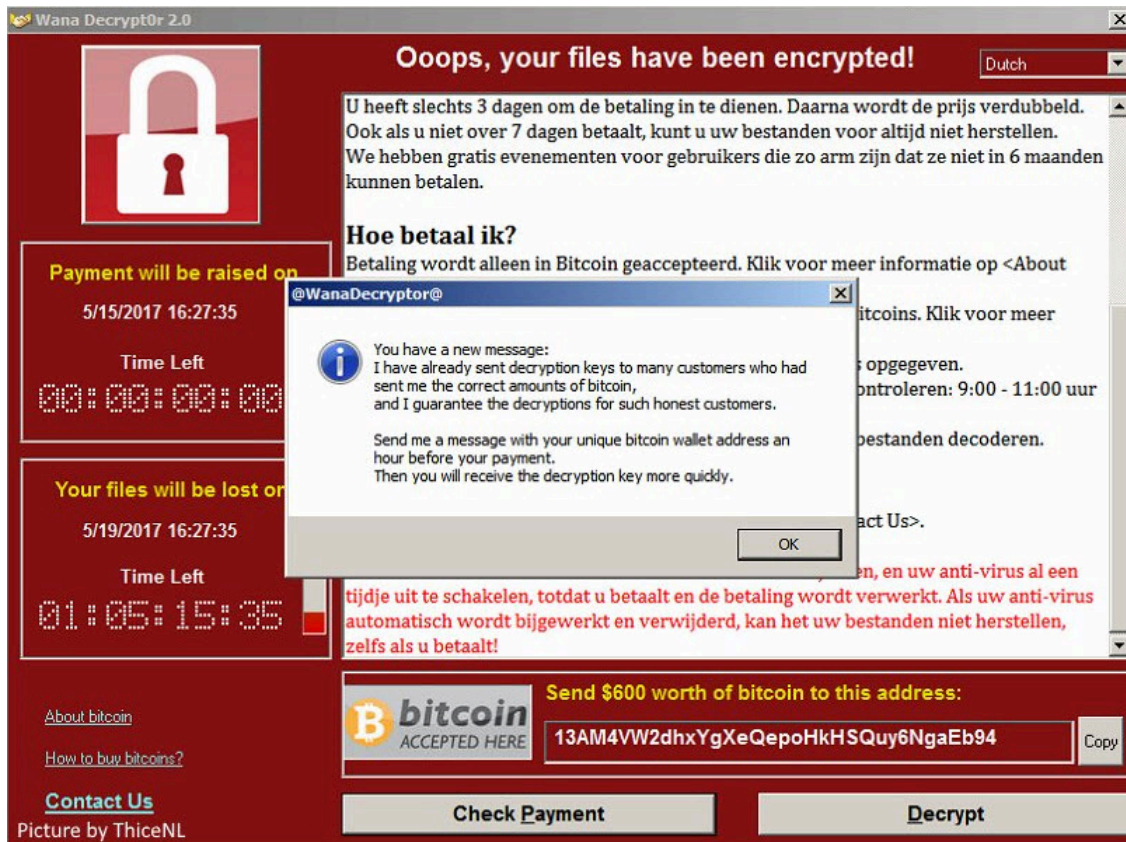 Wana Decrypt0r 2.0
Ooops, your files have been encrypted!
Dutch
U heeft slechts 3 dagen om de betaling in te dienen. Daarna wordt de prijs verdubbeld.
Ook als u niet over 7 dagen betaalt, kunt u uw bestanden voor altijd niet herstellen.
We hebben gratis evenementen voor gebruikers die zo arm zijn dat ze niet in 6 maanden
kunnen betalen.
Hoe betaal ik?
Betaling wordt alleen in Bitcoin geaccepteerd. Klik voor meer informatie op <About
itcoins. Klik voor meer
opgegeven.
ontroleren: 9:00 - 11:00 uur
bestanden decoderen.
act Us>.
en, en uw anti-virus al een
tijdje uit te schakelen, totdat u betaalt en de betaling wordt verwerkt. Als uw anti-virus
automatisch wordt bijgewerkt en verwijderd, kan het uw bestanden niet herstellen,
zelfs als u betaalt!
Payment will be raised on
5/15/2017 16:27:35
Time Left
00:00:00:00
Your files will be lost on
5/19/2017 16:27:35
Time Left
01:05:15:35
@WanaDecryptor@
You have a new message:
I have already sent decryption keys to many customers who had
sent me the correct amounts of bitcoin,
and I guarantee the decryptions for such honest customers.
Send me a message with your unique bitcoin wallet address an
hour before your payment.
Then you will receive the decryption key more quickly.
OK
About bitcoin
How to buy bitcoins?
Contact Us
Picture by ThiceNL
bitcoin
ACCEPTED HERE
Send $600 worth of bitcoin to this address:
13AM4VW2dhxYgXeQepoHkHSQuy6NgaEb94
Copy
Check Payment
Decrypt